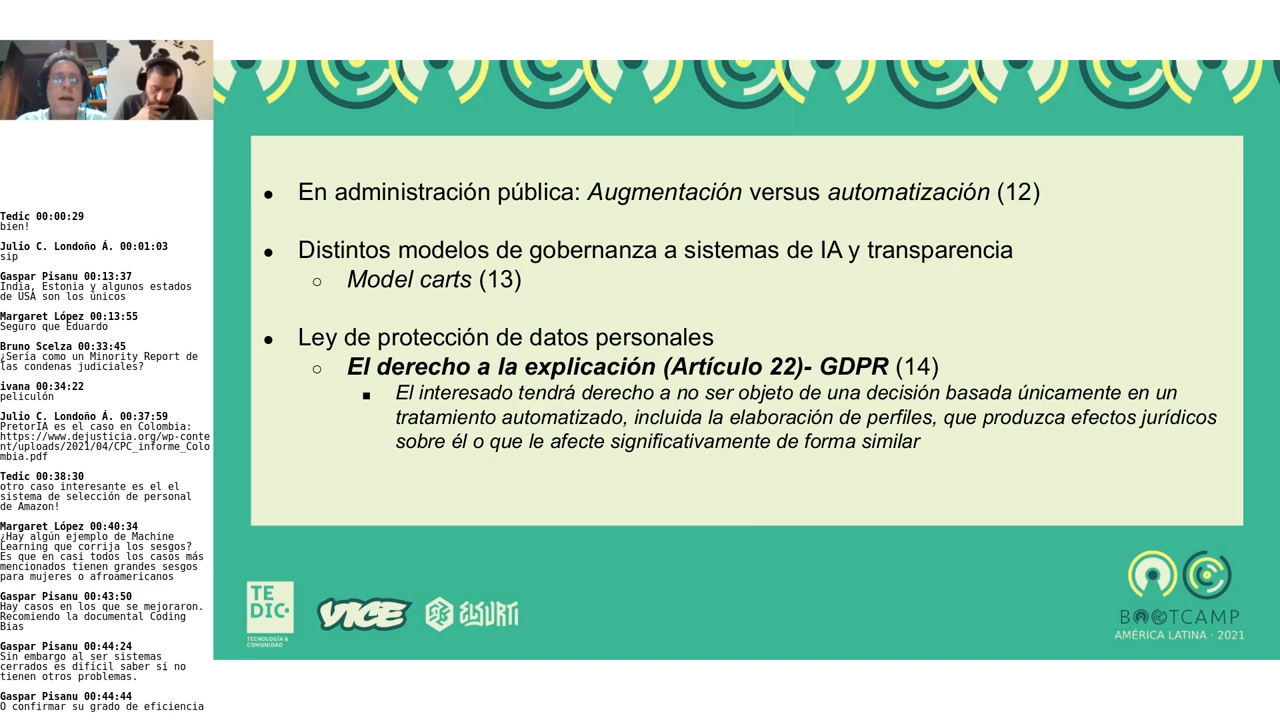 Tedic 00:00:29
bien!
Julio C. Londoño Á. 00:01:03
sip
Gaspar Pisanu 00:13:37
India, Estonia y algunos estados
de USA son los únicos
Margaret López 00:13:55
Seguro que Eduardo
Bruno Scelza 00:33:45
¿Sería como un Minority Report de
las condenas judiciales?
ivana 00:34:22
peliculón
Julio C. Londoño Á. 00:37:59
PretorIA es el caso en Colombia:
https://www.dejusticia.org/wp-conte
nt/uploads/2021/04/CPC_informe_Colo
mbia.pdf
Tedic 00:38:30
otro caso interesante es el el
sistema de selección de personal
de Amazon!
Margaret López 00:40:34
¿Hay algún ejemplo de Machine
Learning que corrija los sesgos?
Es que en casi todos los casos más
mencionados tienen grandes sesgos
para mujeres o afroamericanos
Gaspar Pisanu 00:43:50
Hay casos en los que se mejoraron.
Recomiendo la documental Coding
Bias
Gaspar Pisanu 00:44:24
Sin embargo al ser sistemas
cerrados es difícil saber si no
tienen otros problemas.
Gaspar Pisanu 00:44:44
O confirmar su grado de eficiencia
● En administración pública: Augmentación versus automatización (12)
● Distintos modelos de gobernanza a sistemas de IA y transparencia
○ Model carts (13)
● Ley de protección de datos personales
○ El derecho a la explicación (Artículo 22)- GDPR (14)
■ El interesado tendrá derecho a no ser objeto de una decisión basada únicamente en un
tratamiento automatizado, incluida la elaboración de perfiles, que produzca efectos jurídicos
sobre él o que le afecte significativamente de forma similar
TE
DIC
TECNOLOGÍA &
COMUNIDAD
VICE
ELSURTI
BOOTCAMP
AMÉRICA LATINA · 2021